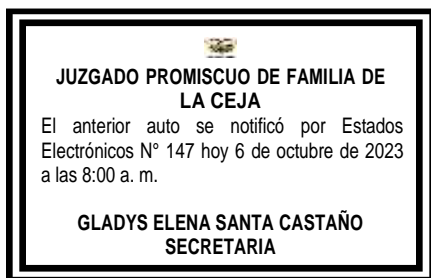 JUZGADO PROMISCUO DE FAMILIA DE
LA CEJA
El anterior auto se notificó por Estados
Electrónicos N° 147 hoy 6 de octubre de 2023
a las 8:00 a. m.
GLADYS ELENA SANTA CASTAÑO
SECRETARIA